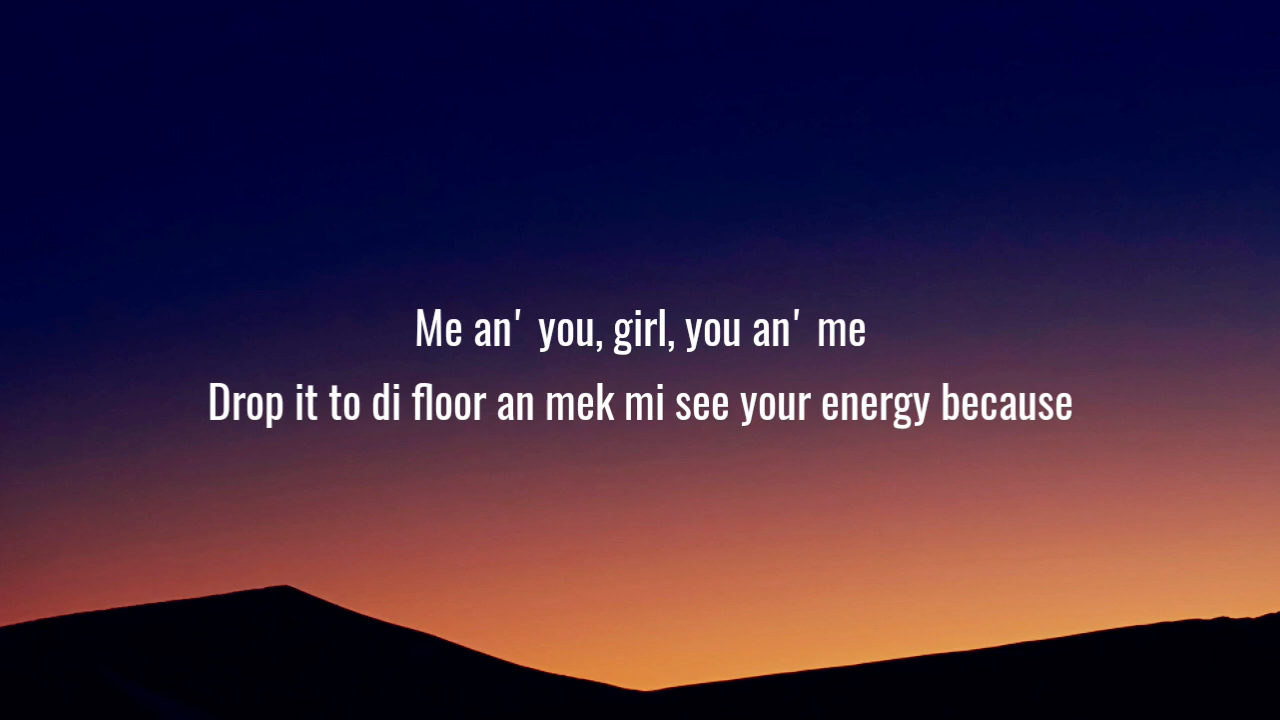 Me an' you, girl, you an' me
Drop it to di floor an mek mi see your energy because